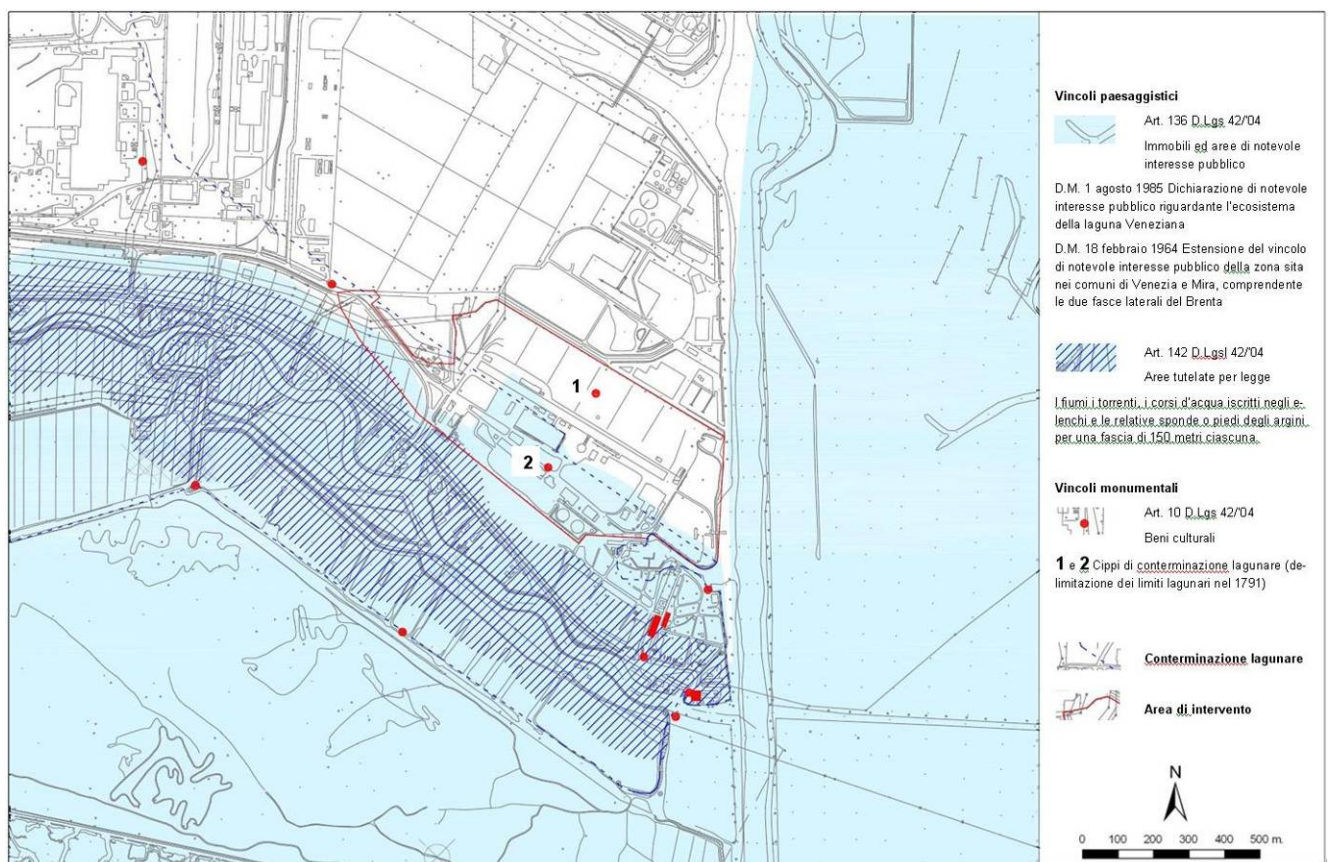 Vincoli paesaggistici
Art. 136 D.Lgs 42/'04
Immobili ed aree di notevole
interesse pubblico
D.M. 1 agosto 1985 Dichiarazione di notevole
interesse pubblico riguardante l'ecosistema
della laguna Veneziana
D.M. 18 febbraio 1964 Estensione del vincolo
di notevole interesse pubblico della zona sita
nei comuni di Venezia e Mira, comprendente
le due fasce laterali del Brenta
Art. 142 D.Lgsl 42/'04
Aree tutelate per legge
I fiumi i torrenti, i corsi d'acqua iscritti negli e-
lenchi e le relative sponde o piedi degli argini
per una fascia di 150 metri ciascuna.
Vincoli monumentali
Art. 10 D.Lgs 42/'04
Beni culturali
1 e 2 Cippi di conterminazione lagunare (de-
limitazione dei limiti lagunari nel 1791)
Conterminazione lagunare
Area di intervento
N
0 100 200 300 400 500 m.
1
2